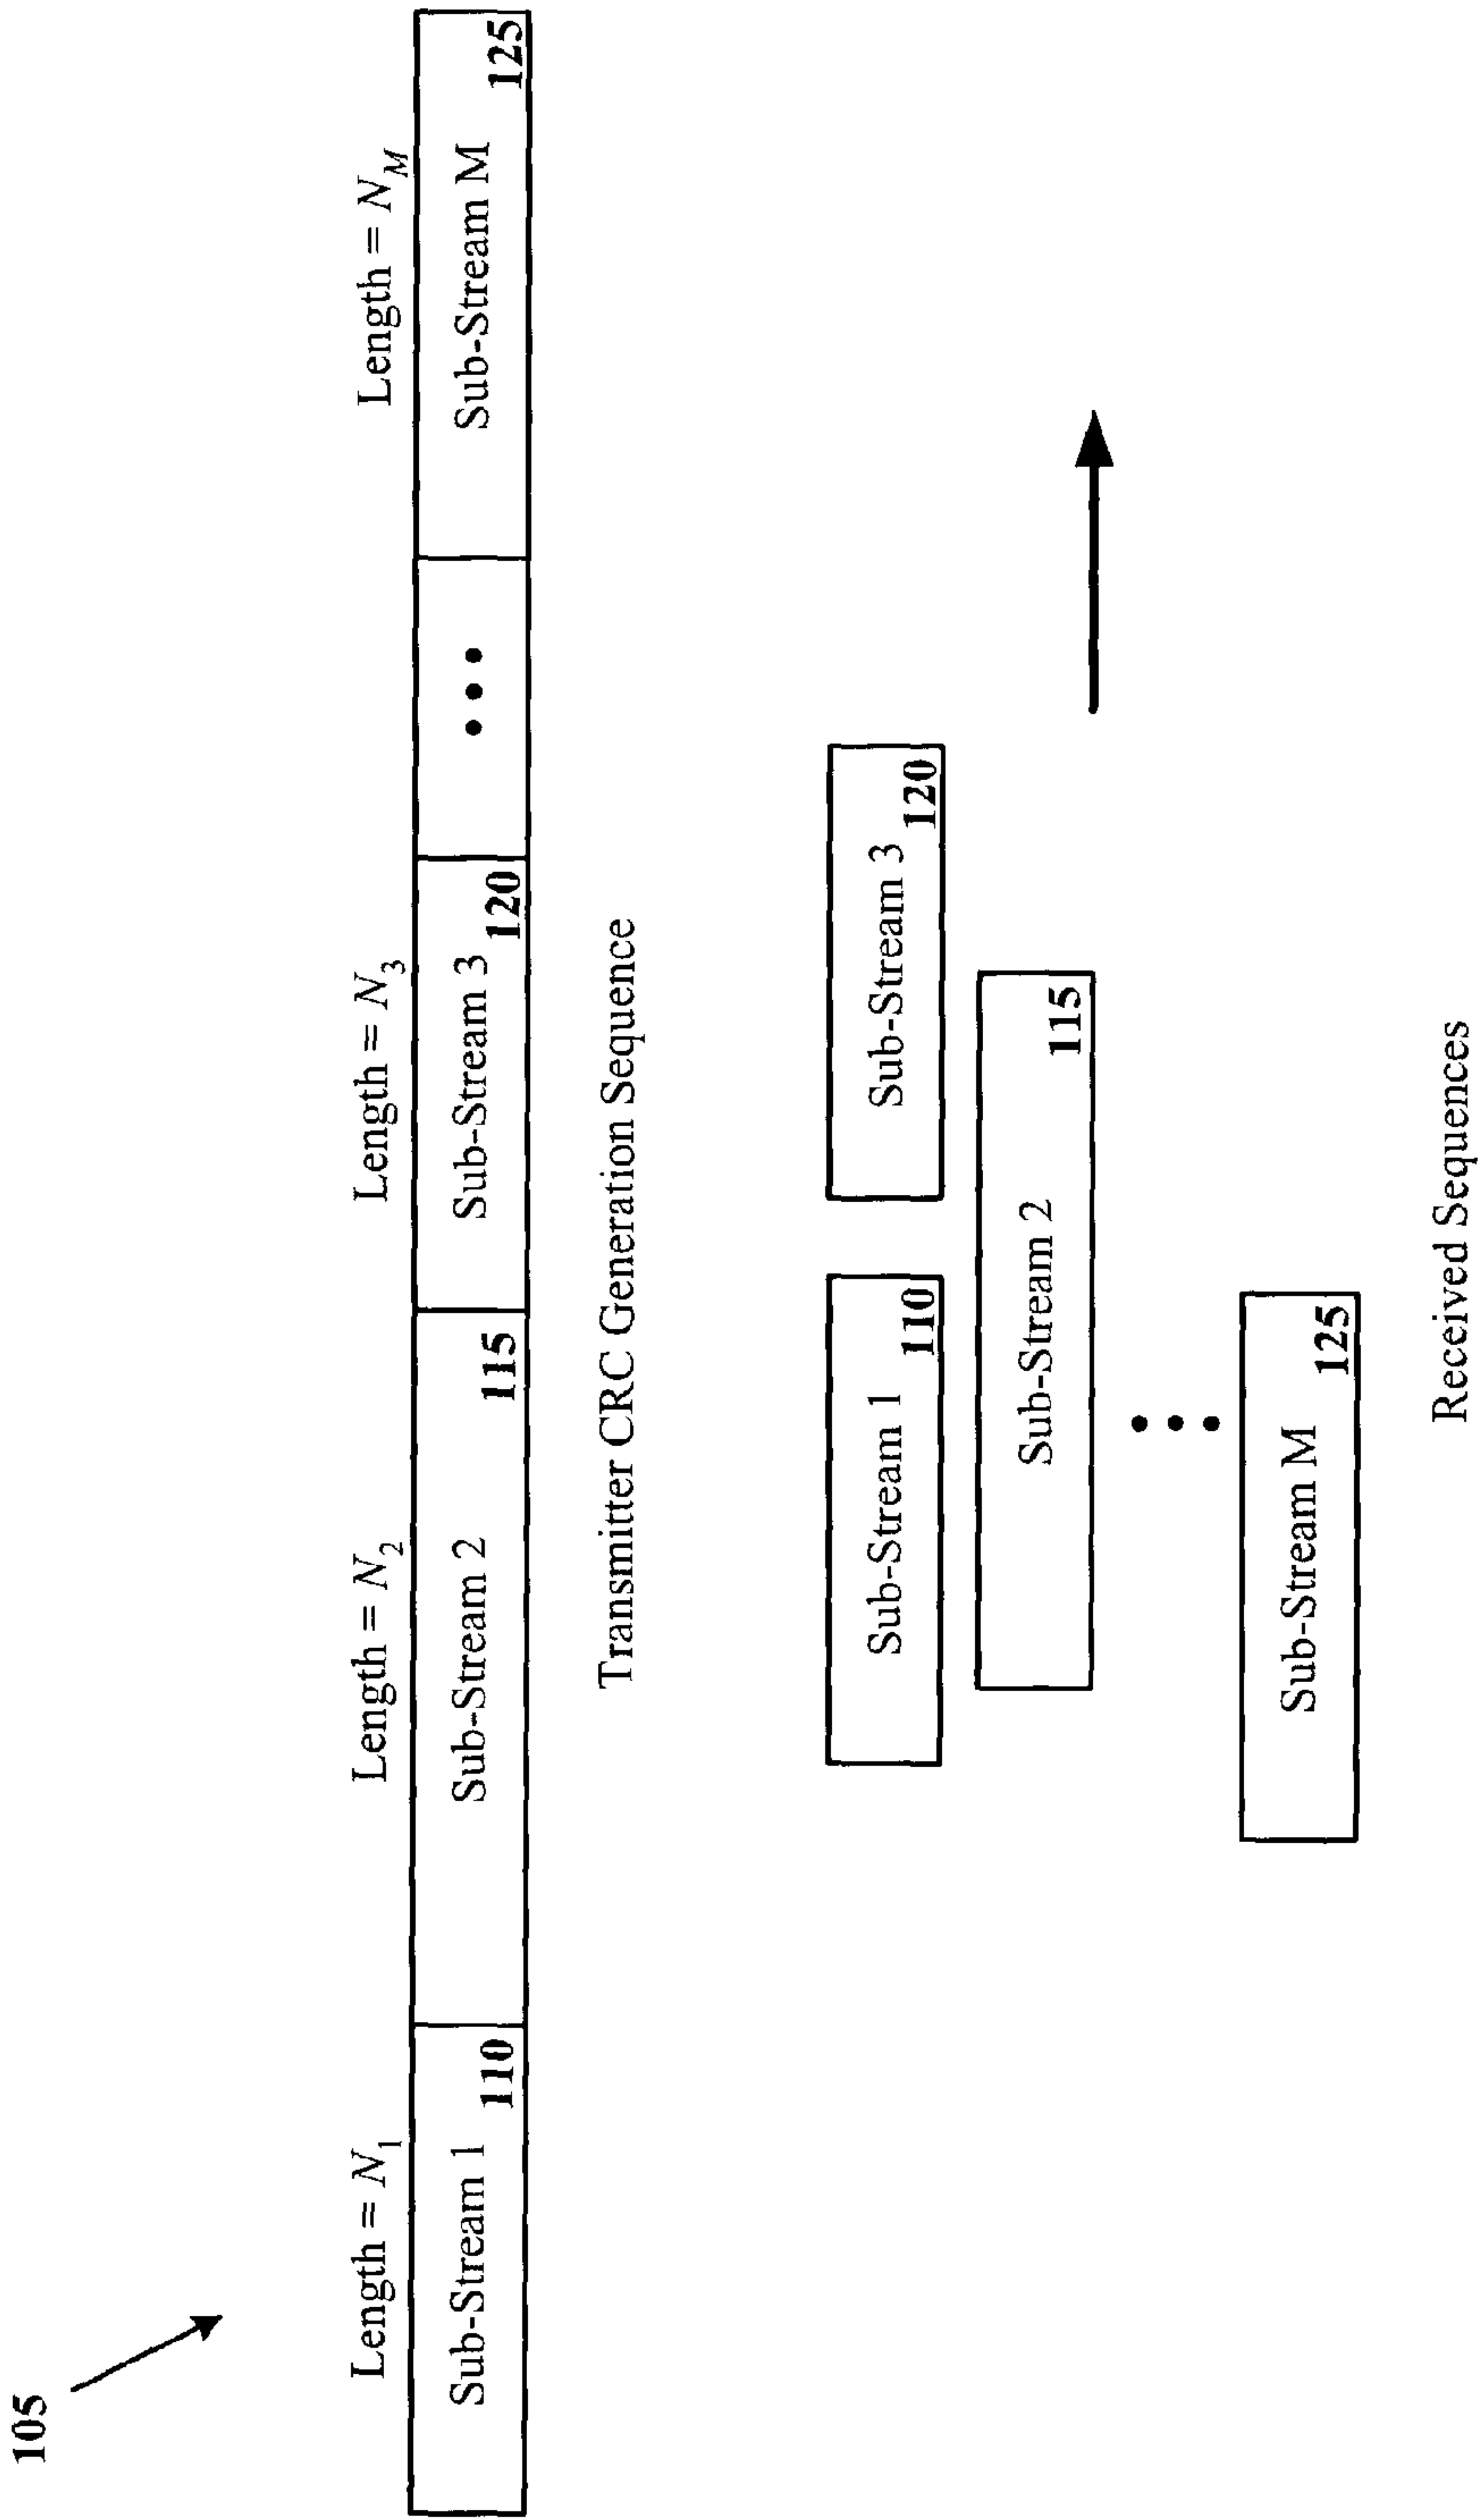 105
Length = N1
Length = N2
Length = N3
Length = NM
Sub-Stream 1
110
Sub-Stream 2
115
Sub-Stream 3
120
•••
Sub-Stream M
125
Transmitter CRC Generation Sequence
Sub-Stream 1
110
Sub-Stream 3
120
Sub-Stream 2
115
•••
Sub-Stream M
125
Received Sequences